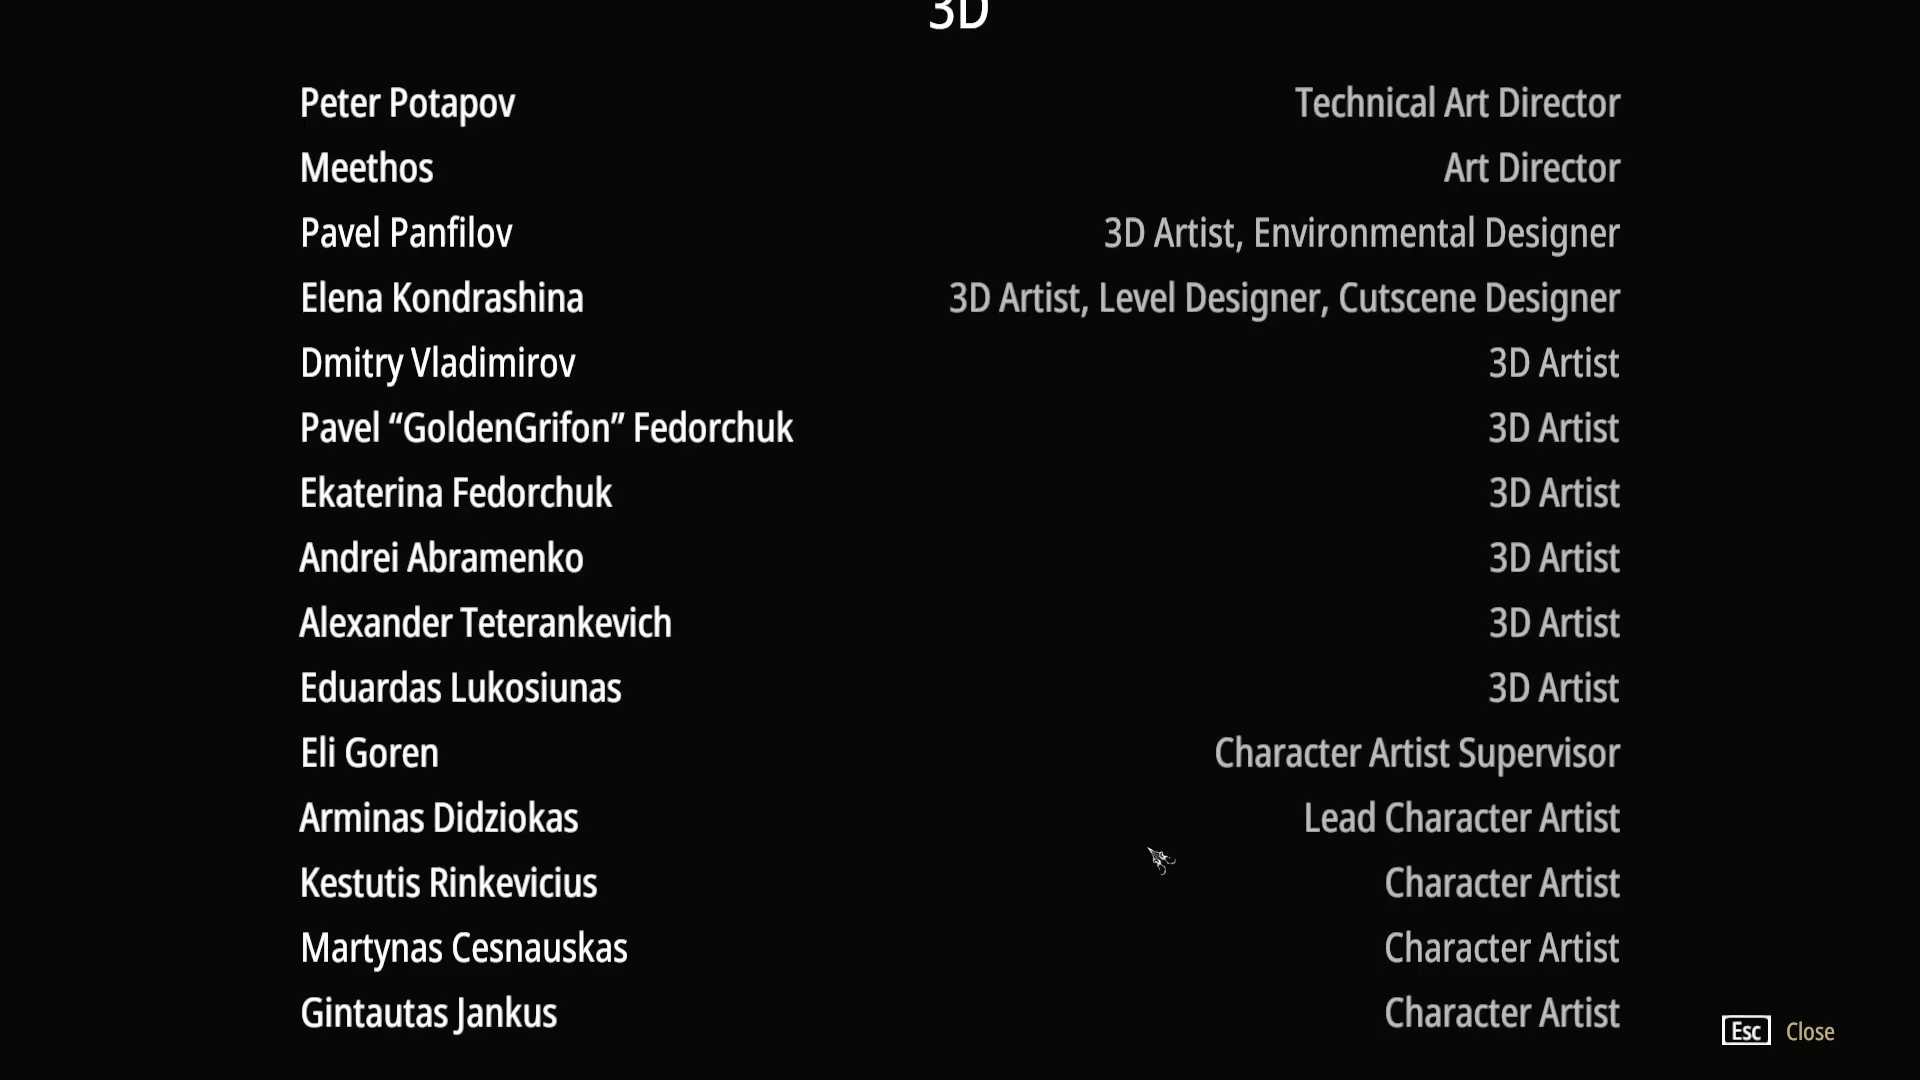 3D
Peter Potapov Technical Art Director
Meethos Art Director
Pavel Panfilov 3D Artist, Environmental Designer
Elena Kondrashina 3D Artist, Level Designer, Cutscene Designer
Dmitry Vladimirov 3D Artist
Pavel “GoldenGrifon” Fedorchuk 3D Artist
Ekaterina Fedorchuk 3D Artist
Andrei Abramenko 3D Artist
Alexander Teterankevich 3D Artist
Eduardas Lukosiunas 3D Artist
Eli Goren Character Artist Supervisor
Arminas Didziokas Lead Character Artist
Kestutis Rinkevicius Character Artist
Martynas Cesnauskas Character Artist
Gintautas Jankus Character Artist
Esc Close